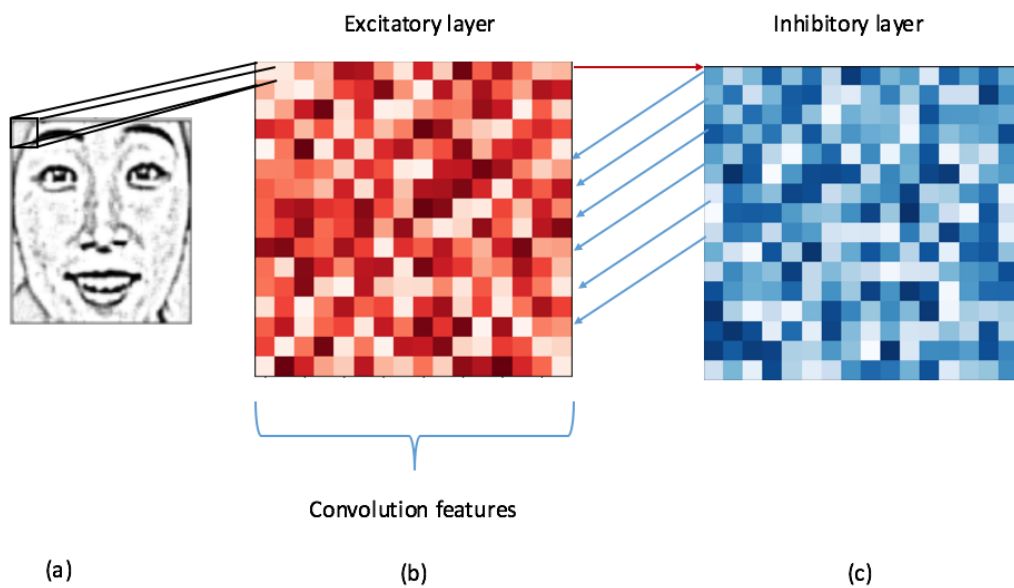 Excitatory layer
Inhibitory layer
Convolution features
(a)
(b)
(c)